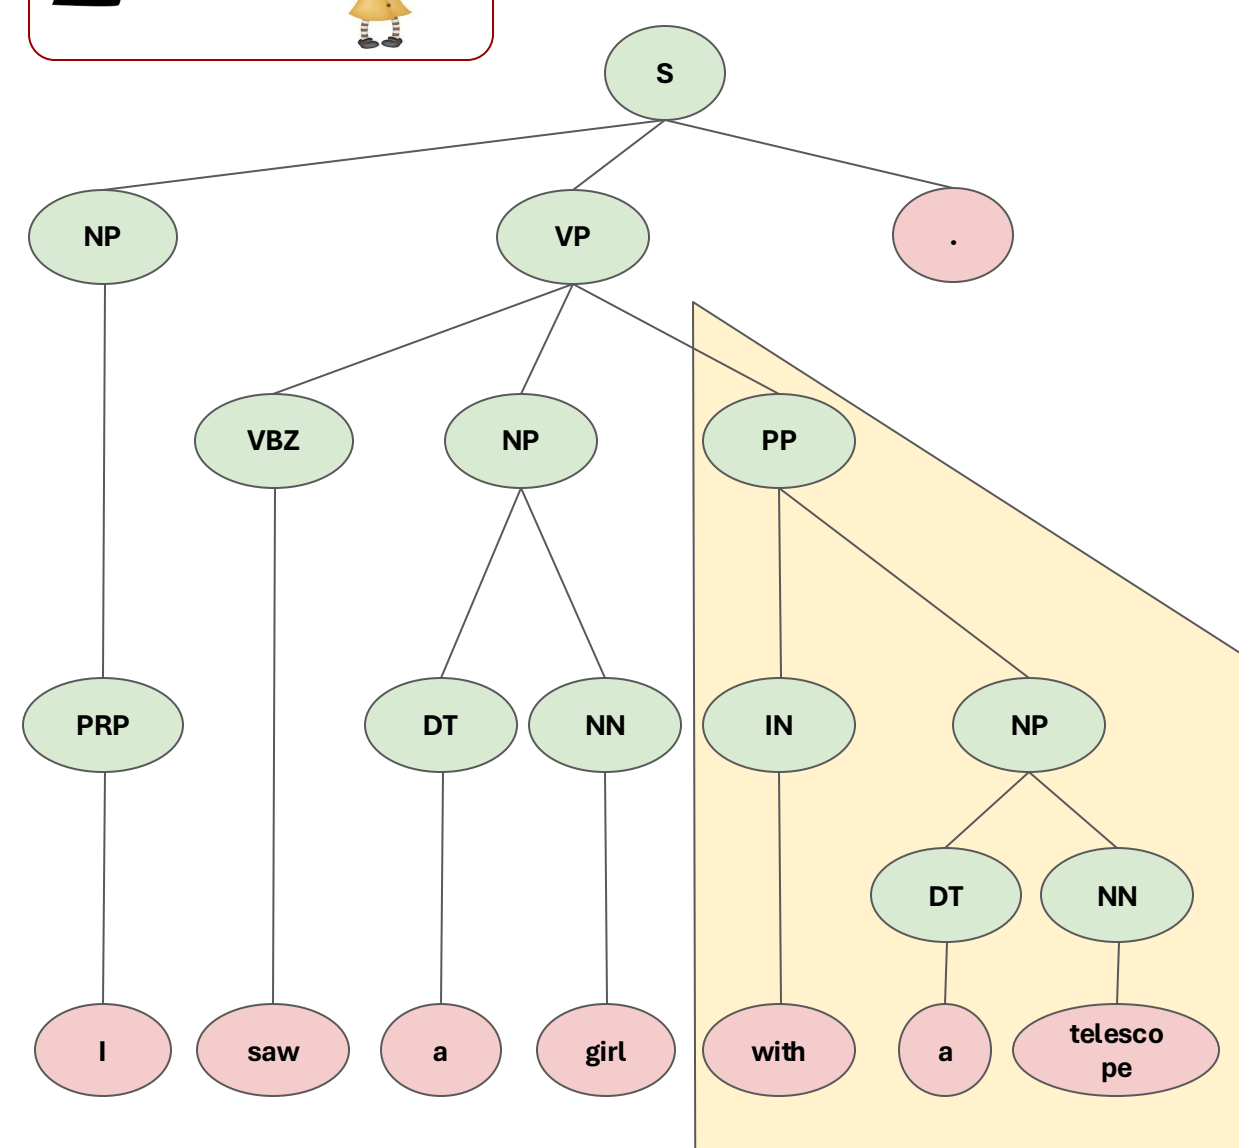 S
NP
VP
.
VBZ
NP
PP
PRP
DT
NN
IN
NP
DT
NN
I
saw
a
girl
with
a
telesco
pe